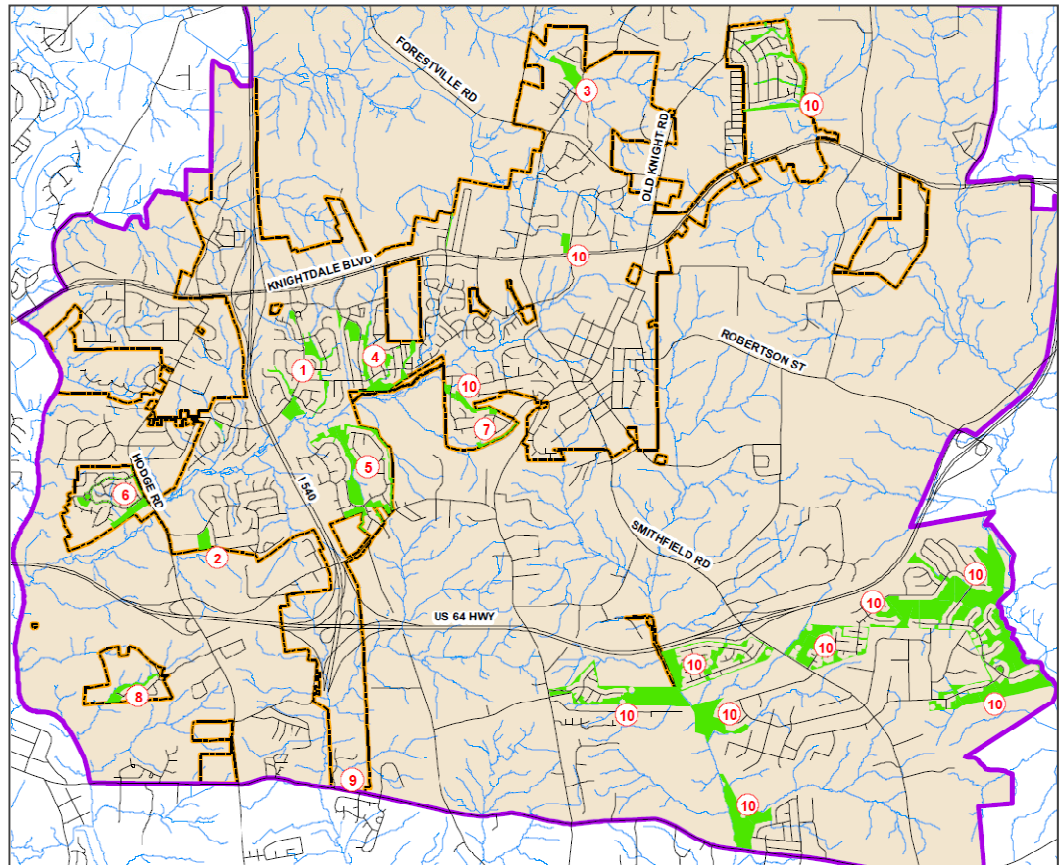 FORESTVILLE RD
3
10
OLD KNIGHT RD
10
KNIGHTDALE BLVD
ROBERTSON ST
4
1
10
7
5
HODGE RD
6
I 540
2
SMITHFIELD RD
10
10
US 64 HWY
10
10
8
10
10
10
9
10